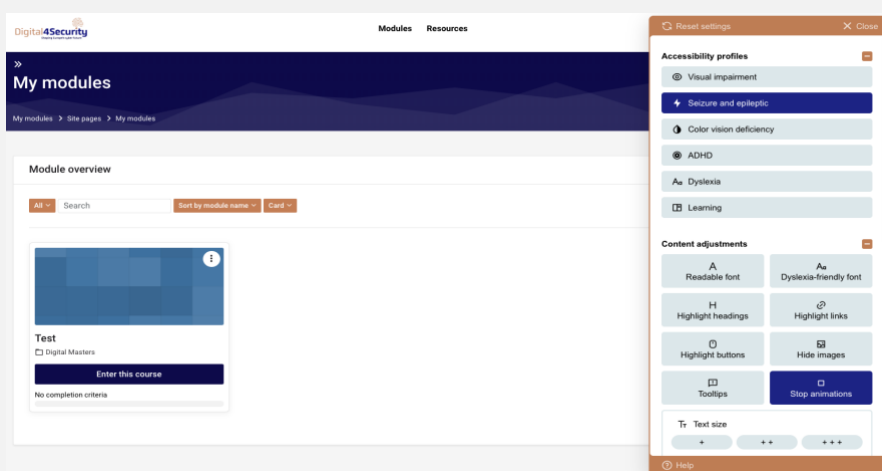 Digital4Security
Modules Resources
My modules
My modules > Site pages > My modules
Module overview
All Search Sort by module name Card
Test
Digital Masters
Enter this course
No completion criteria
Reset settings Close
Accessibility profiles
Visual impairment
Seizure and epileptic
Color vision deficiency
ADHD
Dyslexia
Learning
Content adjustments
Readable font Dyslexia-friendly font
Highlight headings Highlight links
Highlight buttons Hide images
Tooltips Stop animations
Text size
+ ++ +++
Help